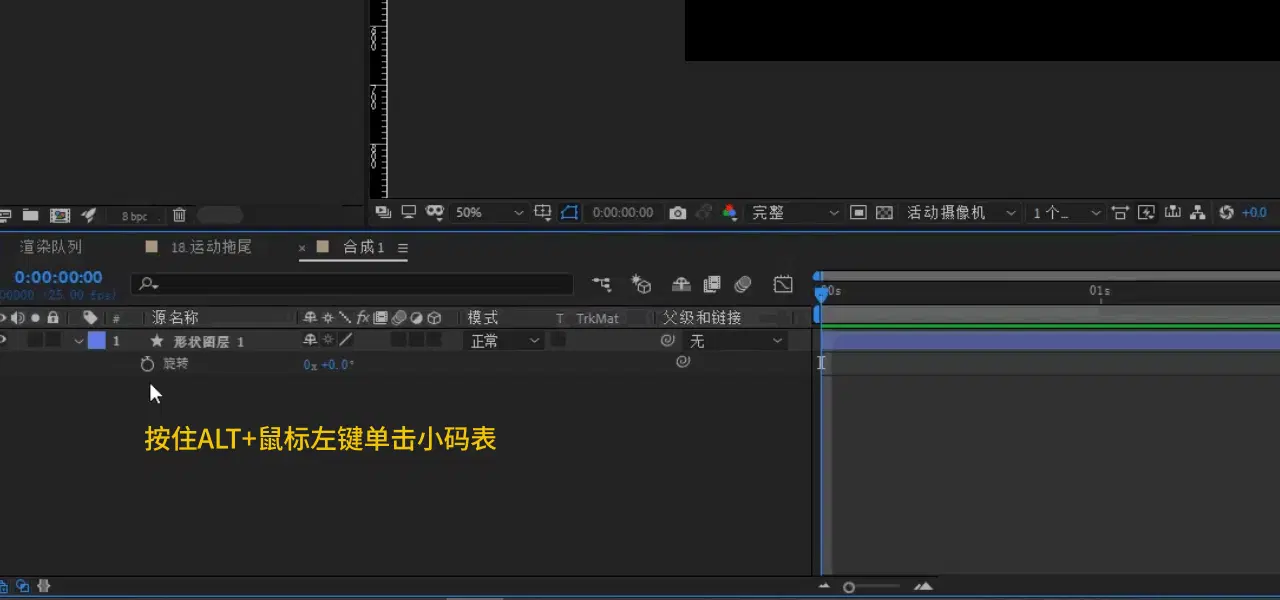 8 bpc
50%
0:00:00:00
完整
活动摄像机
1个_
+0.0
渲染队列
18.运动拖尾
× 合成1
0:00:00:00
00000 (25.00 fps)
00s
01s
# 源名称
fx
模式
T TrkMat
父级和链接
1 ★ 形状图层 1
正常
无
旋转
0x+0.0°
按住ALT+鼠标左键单击小码表